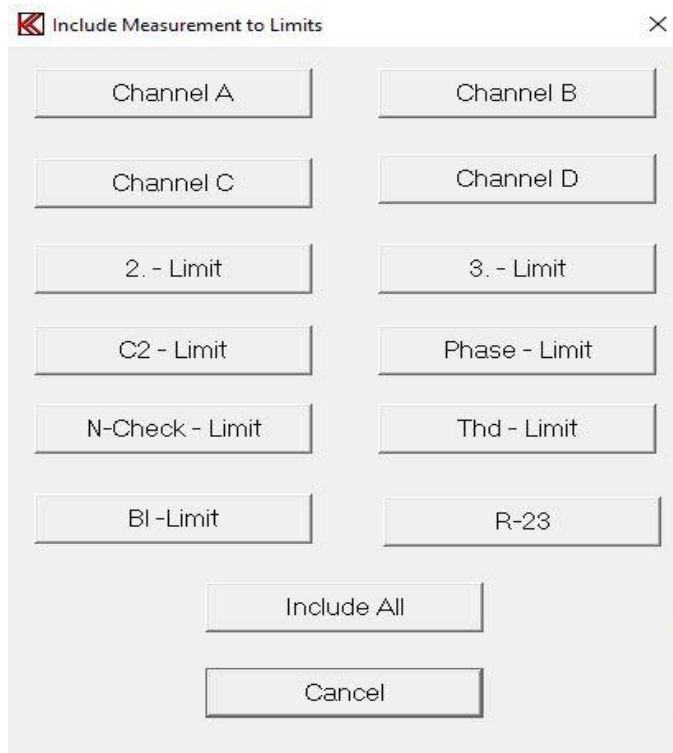 Include Measurement to Limits
Channel A
Channel B
Channel C
Channel D
2. - Limit
3. - Limit
C2 - Limit
Phase - Limit
N-Check - Limit
Thd - Limit
Bl -Limit
R-23
Include All
Cancel